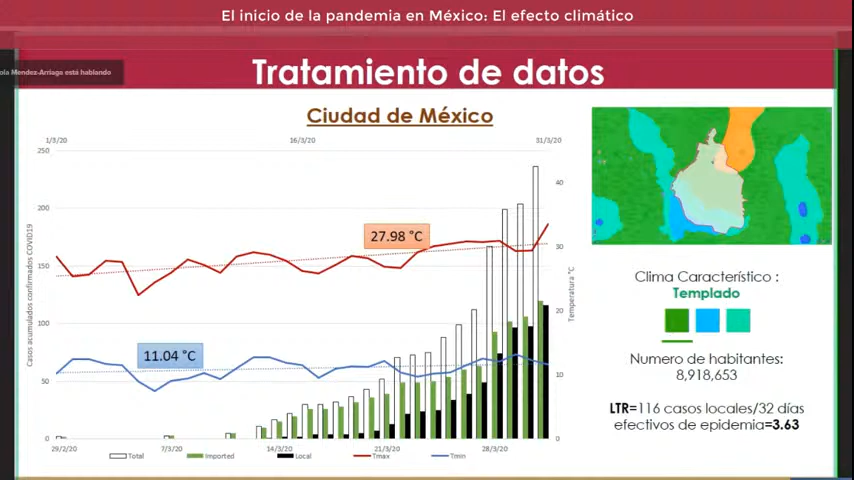 El inicio de la pandemia en México: El efecto climático
ola Mendez-Arriaga está hablando
Tratamiento de datos
Ciudad de México
1/3/20 16/3/20 31/3/20
250
200
150
100
50
0
40
30
20
10
0
Casos acumulados confirmados COVID19
Temperatura °C
27.98 °C
11.04 °C
29/2/20 7/3/20 14/3/20 21/3/20 28/3/20
Total Imported Local Tmax Tmin
Clima Característico :
Templado
Numero de habitantes:
8,918,653
LTR=116 casos locales/32 días
efectivos de epidemia=3.63